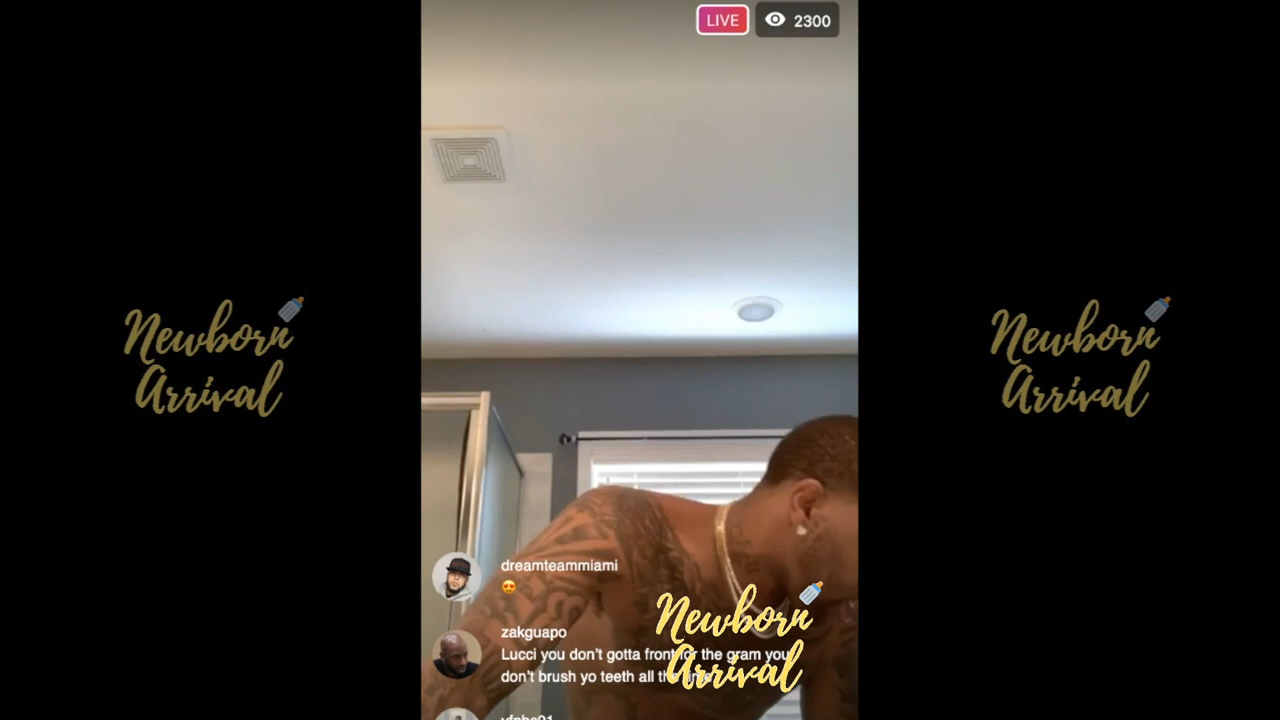 LIVE
2300
Newborn
Arrival
Newborn
Arrival
dreamteammiami
zakguapo
Lucci you don't gotta front for the gram you
don't brush yo teeth all the time
Newborn
Arrival